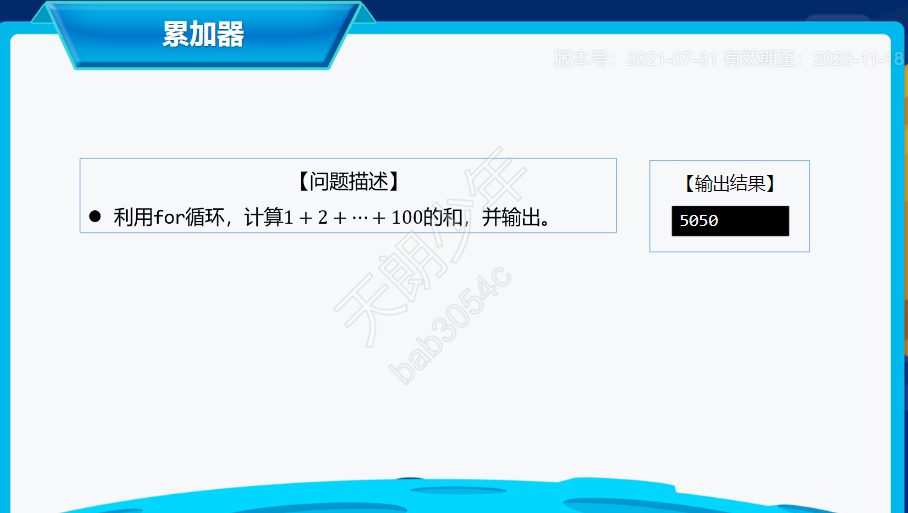 累加器
版本号：2021-07-31 有效期至：2023-11-18
【问题描述】
● 利用for循环，计算1 + 2 + ⋯ + 100的和，并输出。
【输出结果】
5050
天朗少年
bab3054c